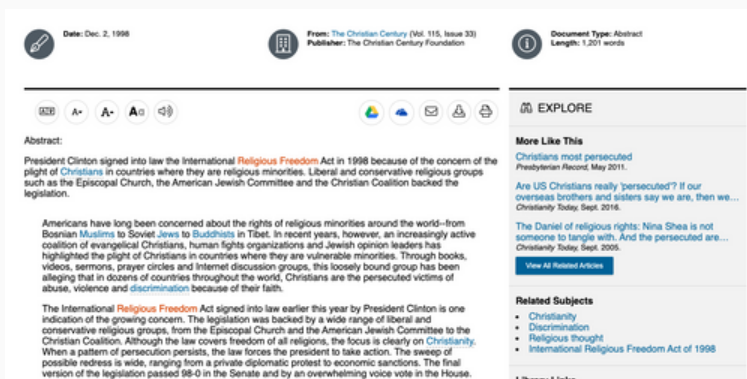 Date: Dec. 2, 1998
From: The Christian Century (Vol. 115, Issue 33)
Publisher: The Christian Century Foundation)
Document Type: Abstract
Length: 1,201 words
Abstract:
President Clinton signed into law the International Religious Freedom Act in 1998 because of the concern of the
plight of Christians in countries where they are religious minorities. Liberal and conservative religious groups
such as the Episcopal Church, the American Jewish Committee and the Christian Coalition backed the
legislation.
Americans have long been concerned about the rights of religious minorities around the world--from
Bosnian Muslims to Soviet Jews to Buddhists in Tibet. In recent years, however, an increasingly active
coalition of evangelical Christians, human fights organizations and Jewish opinion leaders has
highlighted the plight of Christians in countries where they are vulnerable minorities. Through books,
videos, sermons, prayer circles and Internet discussion groups, this loosely bound group has been
alleging that in dozens of countries throughout the world, Christians are the persecuted victims of
abuse, violence and discrimination because of their faith.
The International Religious Freedom Act signed into law earlier this year by President Clinton is one
indication of the growing concern. The legislation was backed by a wide range of liberal and
conservative religious groups, from the Episcopal Church and the American Jewish Committee to the
Christian Coalition. Although the law covers freedom of all religions, the focus is clearly on Christianity.
When a pattern of persecution persists, the law forces the president to take action. The sweep of
possible redress is wide, ranging from a private diplomatic protest to economic sanctions. The final
version of the legislation passed 98-0 in the Senate and by an overwhelming voice vote in the House.
EXPLORE
More Like This
Christians most persecuted
Presbyterian Record, May 2011.
Are US Christians really 'persecuted'? If our
overseas brothers and sisters say we are, then we...
Christianity Today, Sept. 2016.
The Daniel of religious rights: Nina Shea is not
someone to tangle with. And the persecuted are...
Christianity Today, Sept. 2005.
View All Related Articles
Related Subjects
Christianity
Discrimination
Religious thought
International Religious Freedom Act of 1998